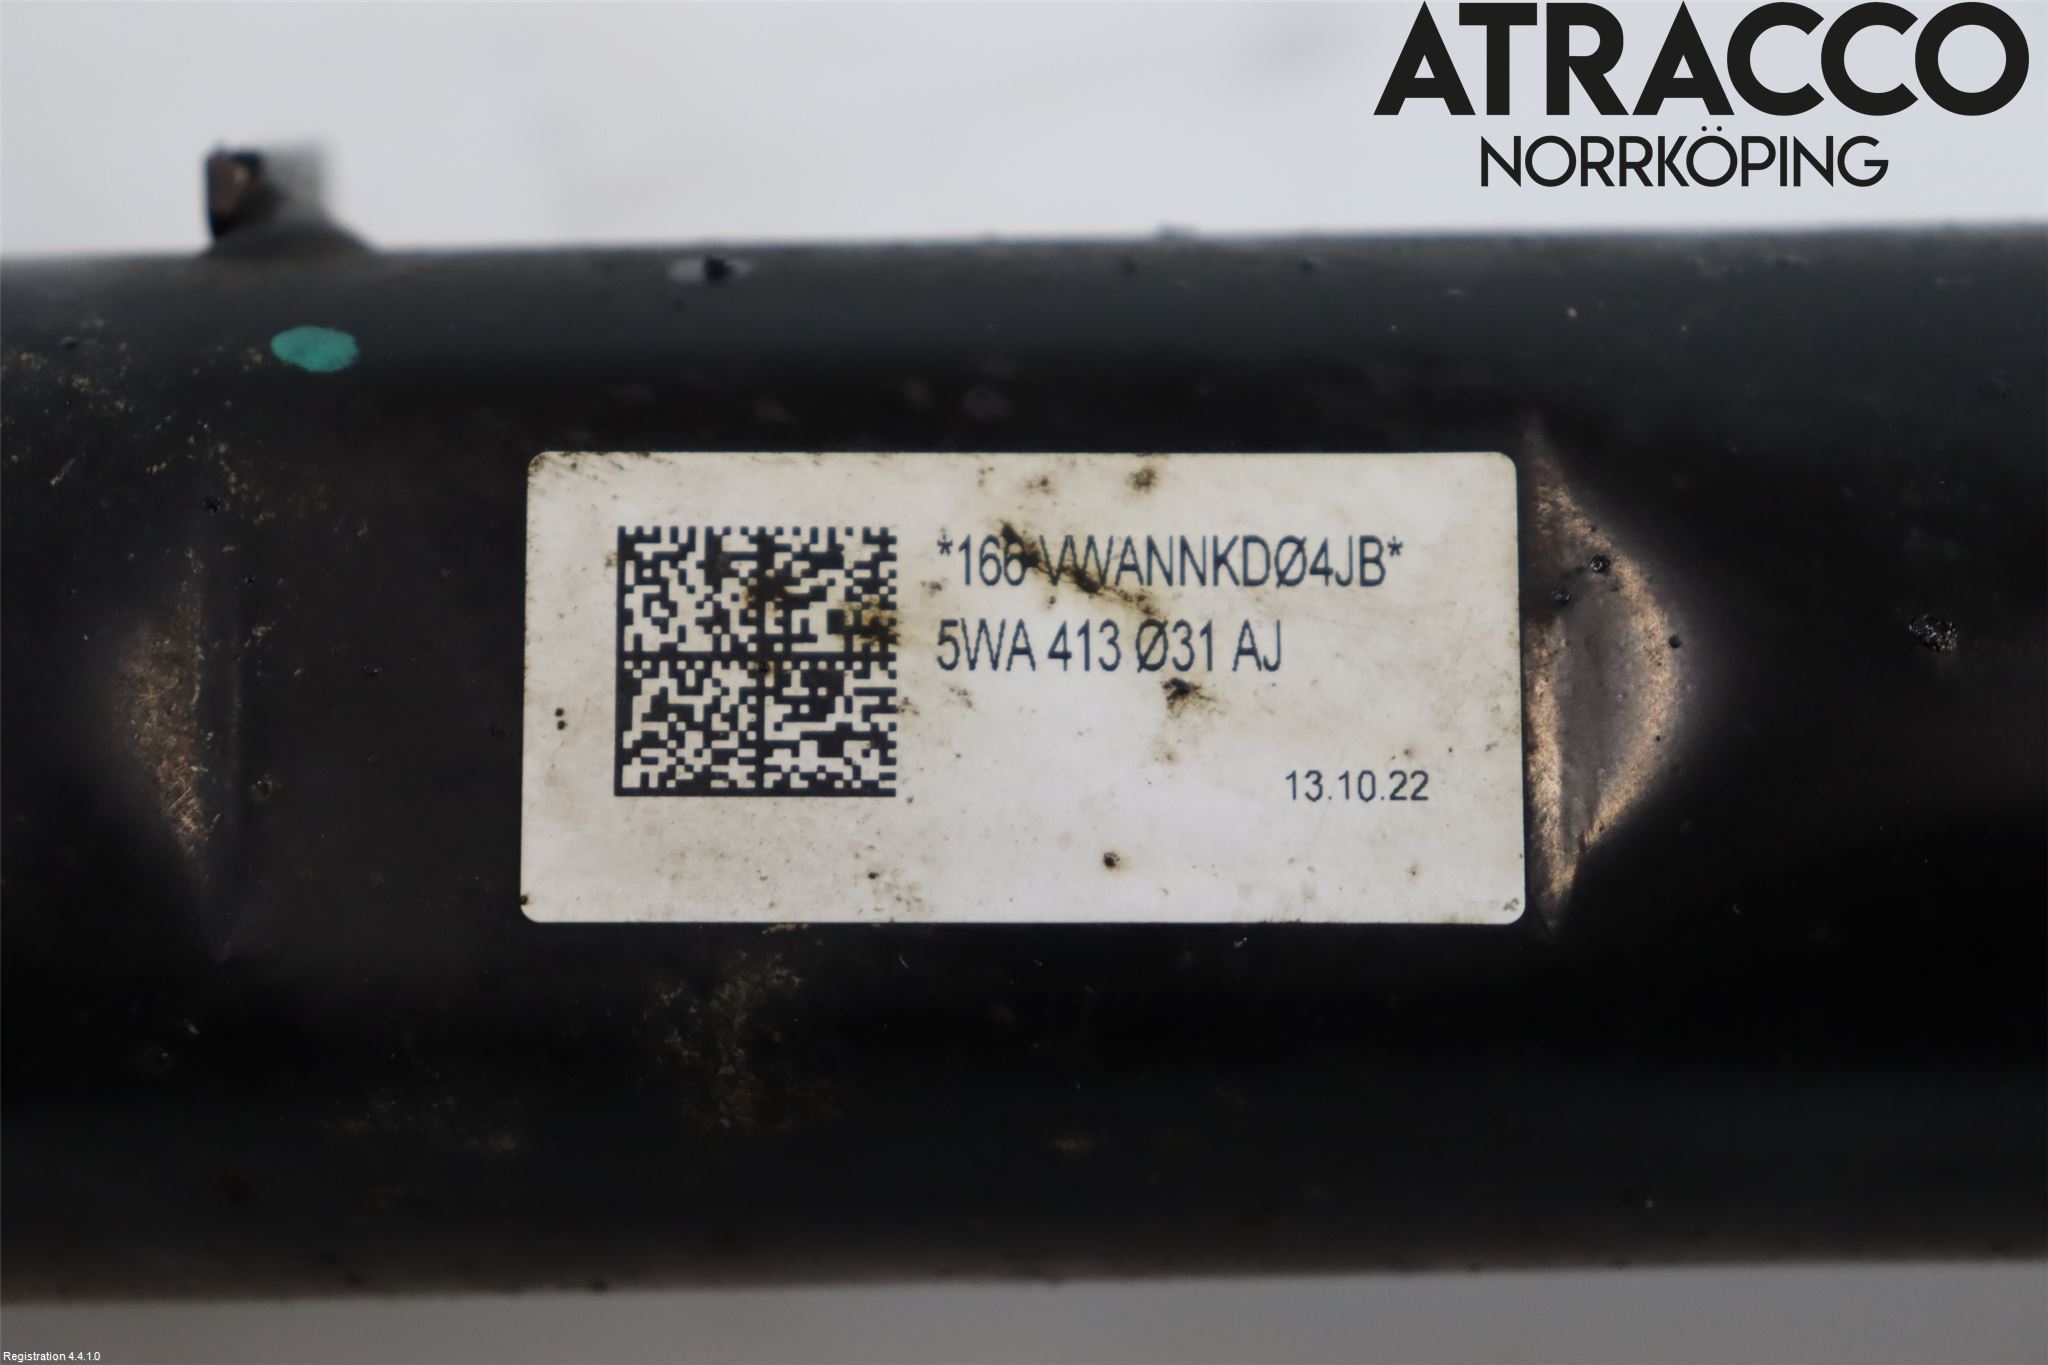 ATRACCO
NORRKÖPING
*166 VWANNKDØ4JB*
5WA 413 Ø31 AJ
13.10.22
Registration 4.4.1.0